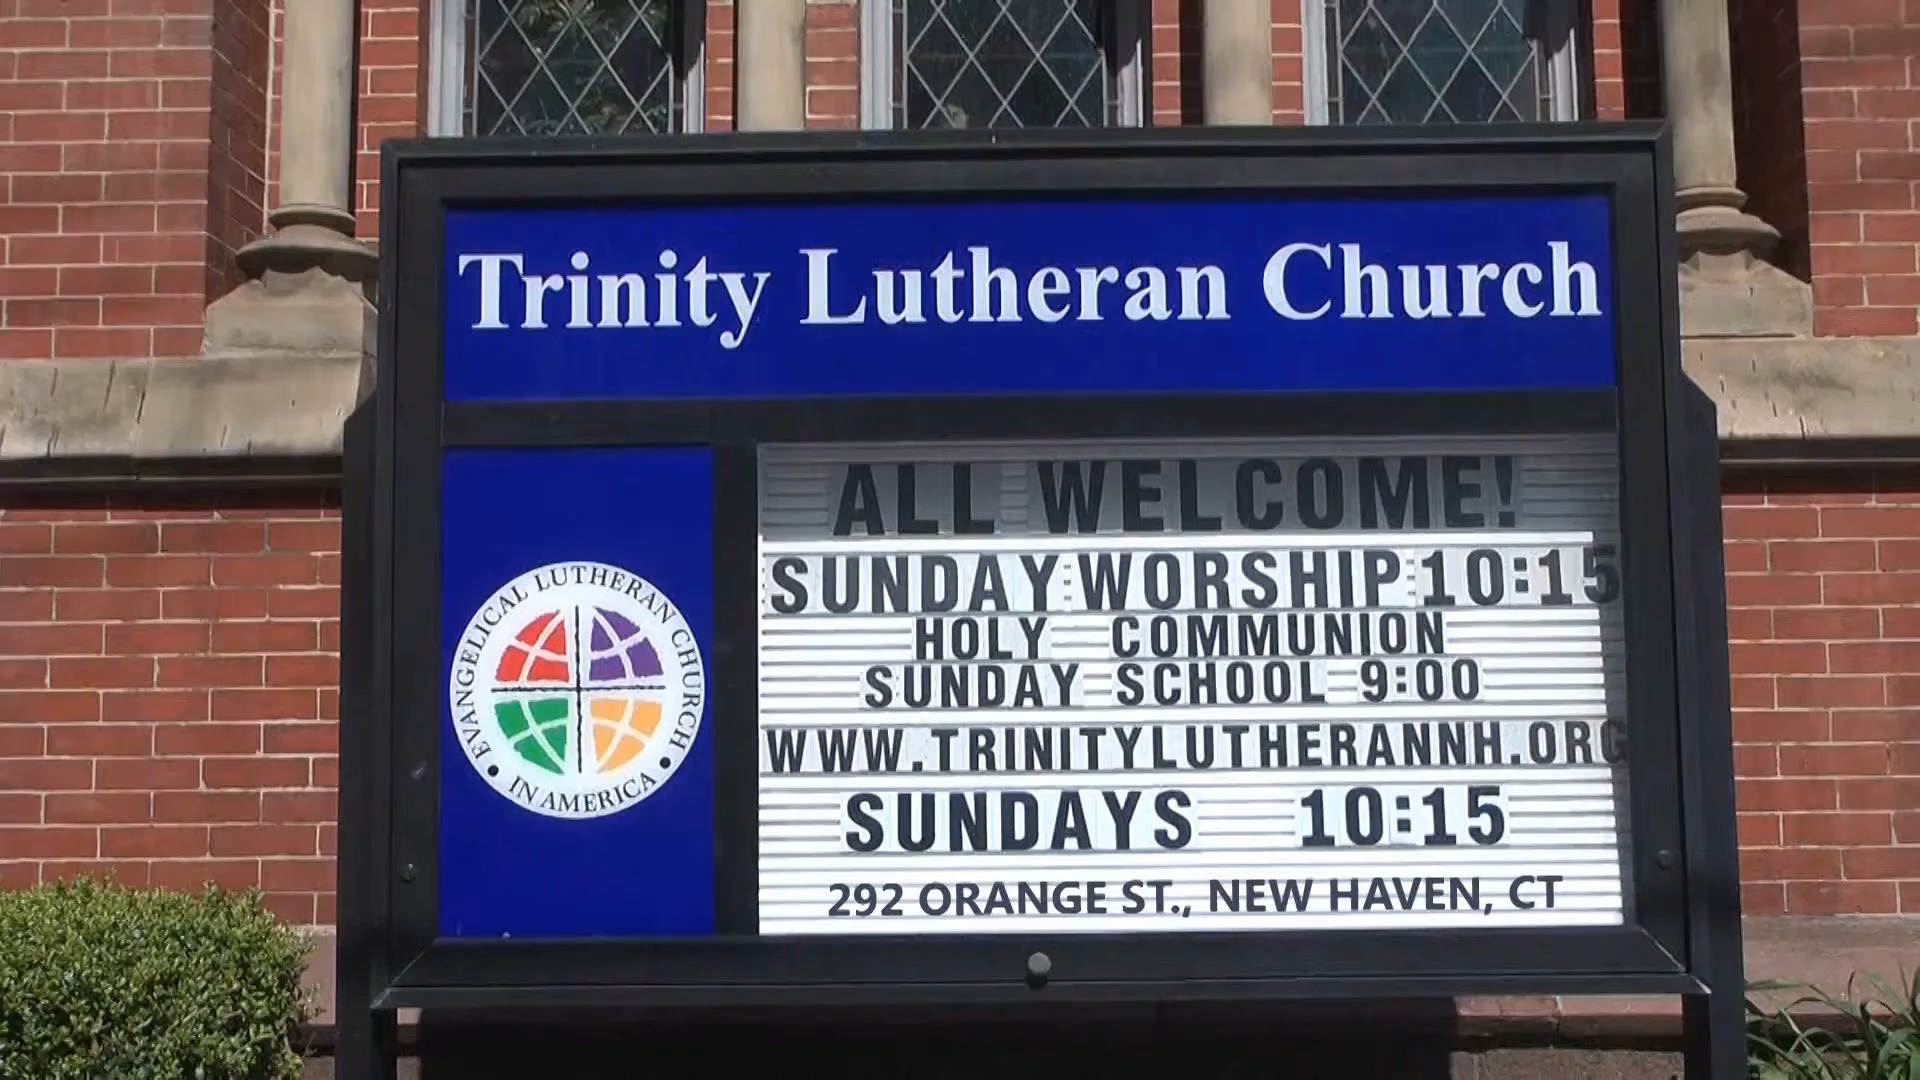 Trinity Lutheran Church
ALL WELCOME!
SUNDAY WORSHIP 10:15
HOLY COMMUNION
SUNDAY SCHOOL 9:00
WWW.TRINITYLUTHERANNH.ORG
SUNDAYS 10:15
292 ORANGE ST., NEW HAVEN, CT
EVANGELICAL LUTHERAN CHURCH
• IN AMERICA •